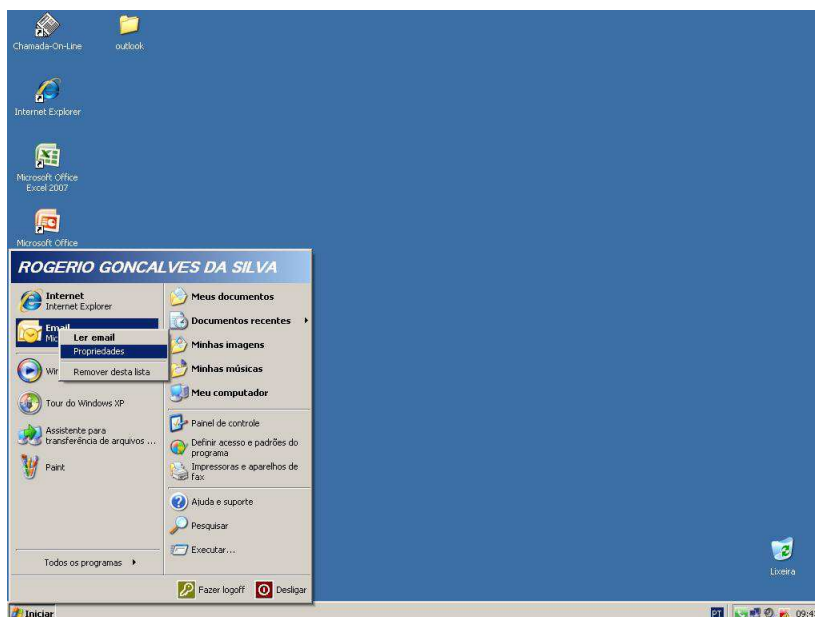 Chamada-On-Line
outlook
Internet Explorer
Microsoft Office
Excel 2007
Microsoft Office
ROGERIO GONCALVES DA SILVA
Internet
Internet Explorer
Email
Ler email
Propriedades
Remover desta lista
Tour do Windows XP
Assistente para
transferência de arquivos ...
Paint
Todos os programas
Meus documentos
Documentos recentes
Minhas imagens
Minhas músicas
Meu computador
Painel de controle
Definir acesso e padrões do
programa
Impressoras e aparelhos de
fax
Ajuda e suporte
Pesquisar
Executar...
Fazer logoff
Desligar
Lixeira
Iniciar
PT